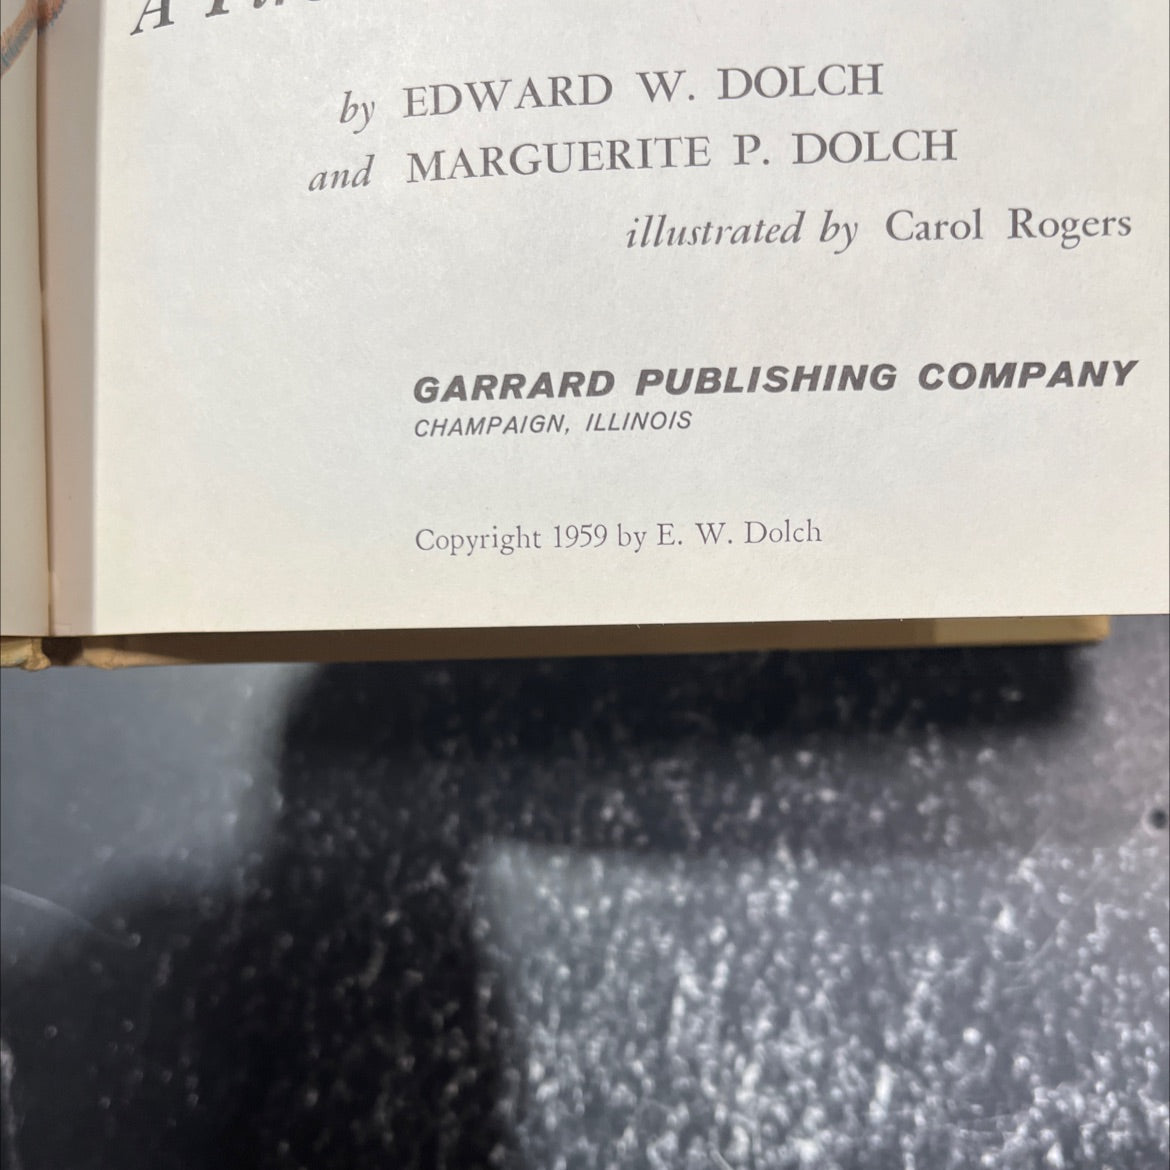 A
by EDWARD W. DOLCH
and MARGUERITE P. DOLCH
illustrated by Carol Rogers
GARRARD PUBLISHING COMPANY
CHAMPAIGN, ILLINOIS
Copyright 1959 by E. W. Dolch